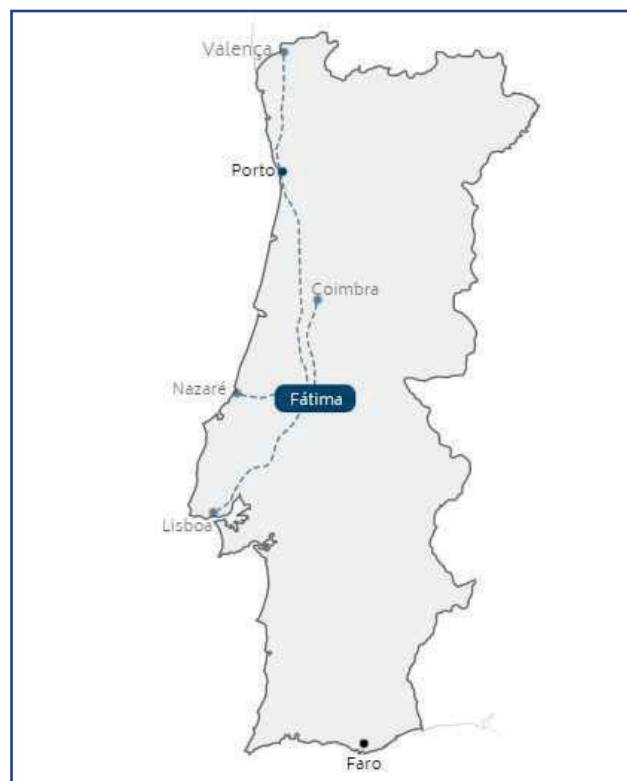 Valença
Porto
Coimbra
Nazaré
Fátima
Lisboa
Faro